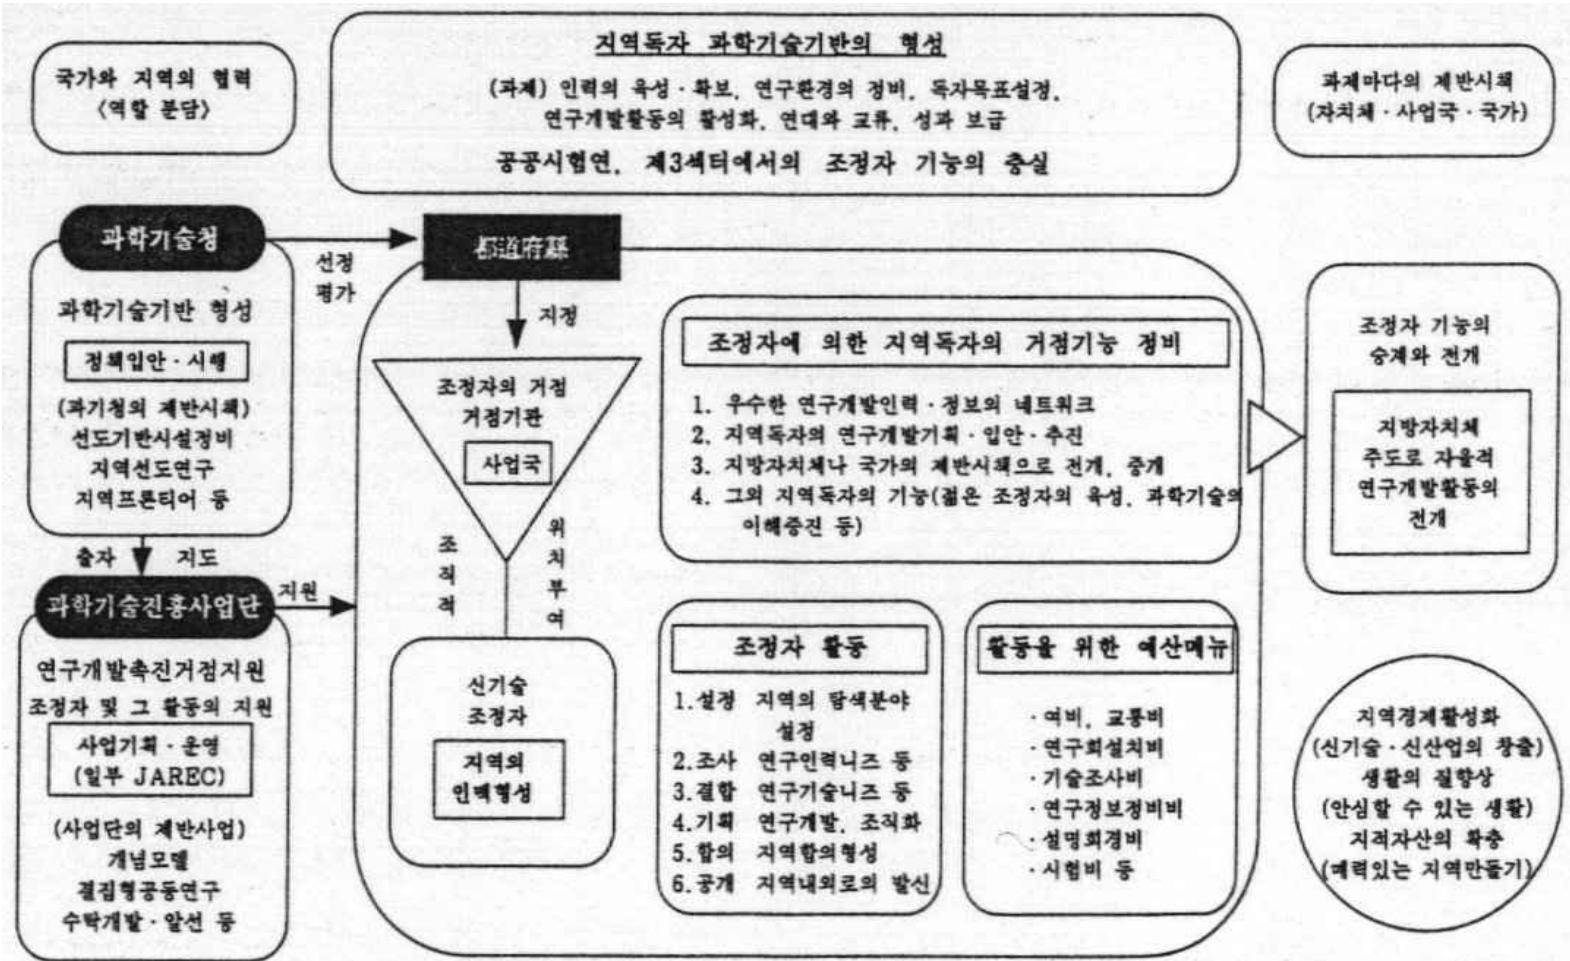 국가와 지역의 협력
〈역할 분담〉
지역독자 과학기술기반의 형성
(과제) 인력의 육성·확보, 연구환경의 정비, 독자목표설정,
연구개발활동의 활성화, 연대와 교류, 성과 보급
공공시험연, 제3섹터에서의 조정자 기능의 충실
과제마다의 제반시책
(자치체·사업국·국가)
과학기술청
과학기술기반 형성
정책입안·시행
(과기청의 제반시책)
선도기반시설정비
지역선도연구
지역프론티어 등
출자 지도
과학기술진흥사업단
연구개발촉진거점지원
조정자 및 그 활동의 지원
사업기획·운영
(일부 JAREC)
(사업단의 제반사업)
개념모델
결집형공동연구
수탁개발·알선 등
선정
평가
지원
都道府縣
지정
조정자의 거점
거점기관
사업국
조직적
위치부여
신기술
조정자
지역의
인맥형성
조정자에 의한 지역독자의 거점기능 정비
1. 우수한 연구개발인력·정보의 네트워크
2. 지역독자의 연구개발기획·입안·추진
3. 지방자치체나 국가의 제반시책으로 전개, 중개
4. 그외 지역독자의 기능(젊은 조정자의 육성, 과학기술의
이해증진 등)
조정자 활동
1.설정 지역의 탐색분야
설정
2.조사 연구인력니즈 등
3.결합 연구기술니즈 등
4.기획 연구개발, 조직화
5.합의 지역합의형성
6.공개 지역내외로의 발신
활동을 위한 예산메뉴
·여비, 교통비
·연구회설치비
·기술조사비
·연구정보정비비
·설명회경비
·시험비 등
조정자 기능의
승계와 전개
지방자치체
주도로 자율적
연구개발활동의
전개
지역경제활성화
(신기술·신산업의 창출)
생활의 질향상
(안심할 수 있는 생활)
지적자산의 확충
(매력있는 지역만들기)